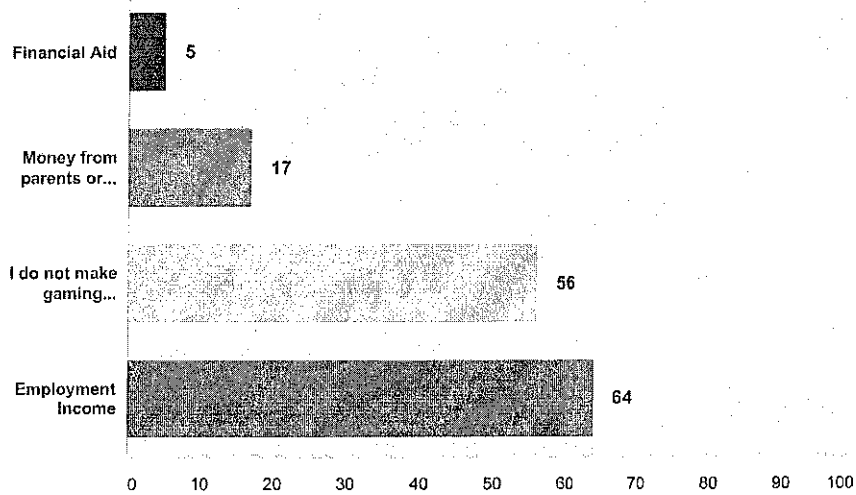 Financial Aid
5
Money from
parents or...
17
I do not make
gaming...
56
Employment
Income
64
0 10 20 30 40 50 60 70 80 90 100